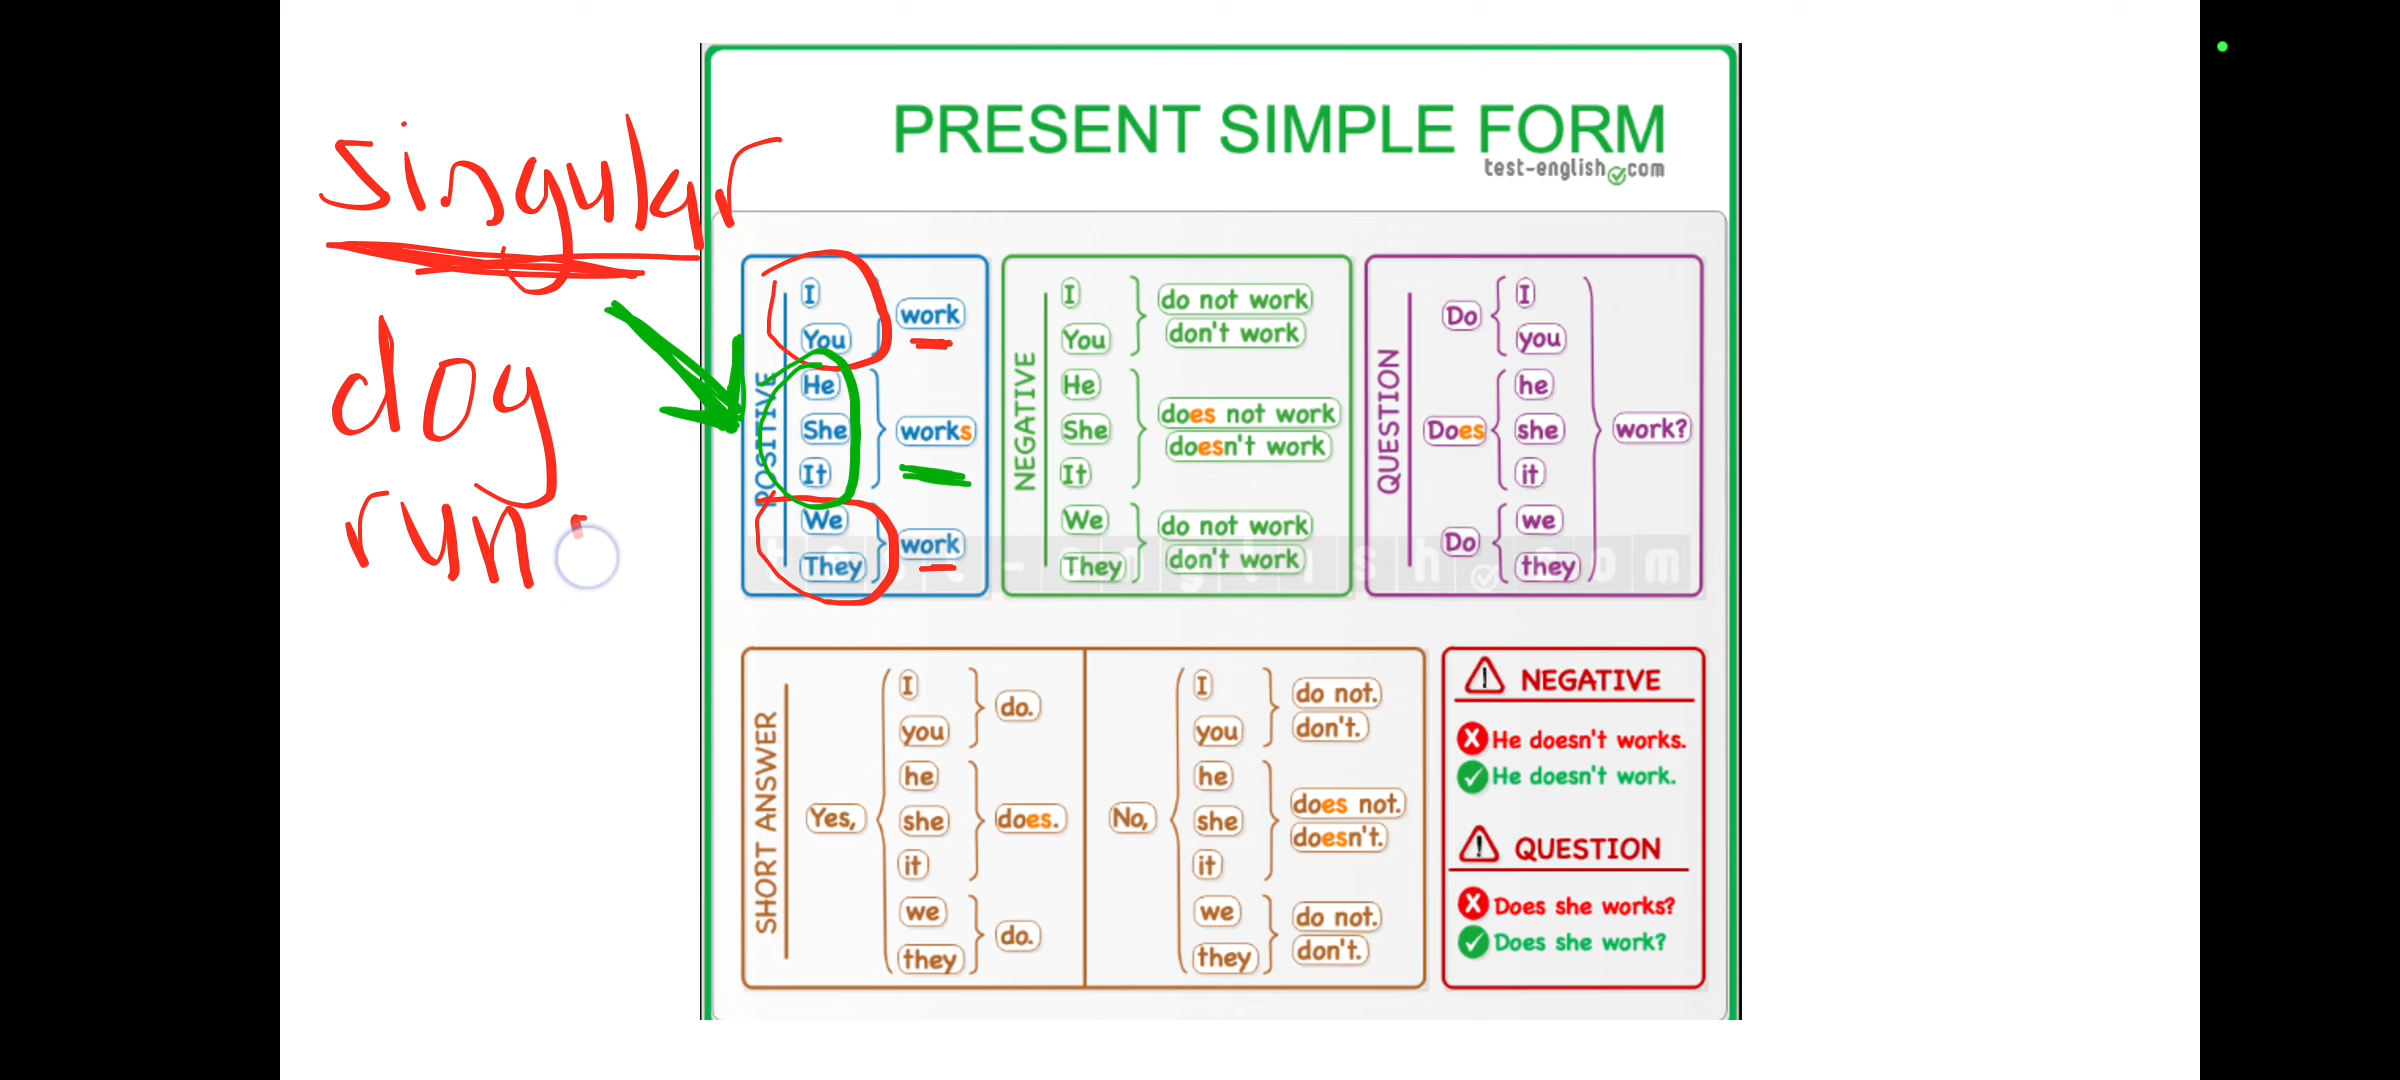 singular
dog
run
PRESENT SIMPLE FORM
test-english.com
POSITIVE
I
You
work
He
She
It
works
We
They
work
NEGATIVE
I
You
do not work
don't work
He
She
It
does not work
doesn't work
We
They
do not work
don't work
QUESTION
Do
I
you
Does
he
she
it
Do
we
they
work?
SHORT ANSWER
Yes,
I
you
do.
he
she
it
does.
we
they
do.
No,
I
you
do not.
don't.
he
she
it
does not.
doesn't.
we
they
do not.
don't.
NEGATIVE
He doesn't works.
He doesn't work.
QUESTION
Does she works?
Does she work?